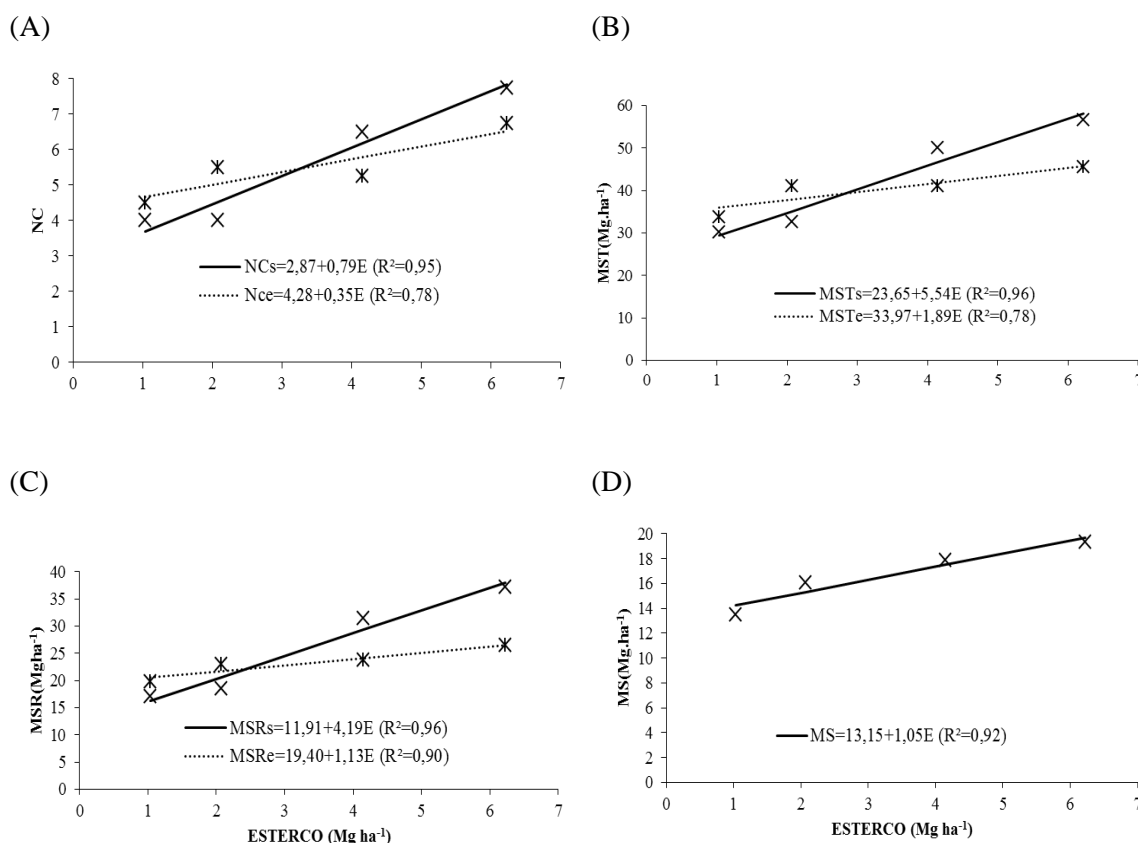 (A)
8
7
6
5
4
3
2
1
0
NC
NCs=2,87+0,79E (R²=0,95)
Nce=4,28+0,35E (R²=0,78)
0 1 2 3 4 5 6 7
(B)
60
50
40
30
20
10
0
MST(Mg.ha⁻¹)
MSTs=23,65+5,54E (R²=0,96)
MSTe=33,97+1,89E (R²=0,78)
0 1 2 3 4 5 6 7
(C)
40
35
30
25
20
15
10
5
0
MSR(Mgha⁻¹)
MSRs=11,91+4,19E (R²=0,96)
MSRe=19,40+1,13E (R²=0,90)
0 1 2 3 4 5 6 7
ESTERCO (Mg ha⁻¹)
(D)
20
18
16
14
12
10
8
6
4
2
0
MS(Mg.ha⁻¹)
MS=13,15+1,05E (R²=0,92)
0 1 2 3 4 5 6 7
ESTERCO (Mg ha⁻¹)